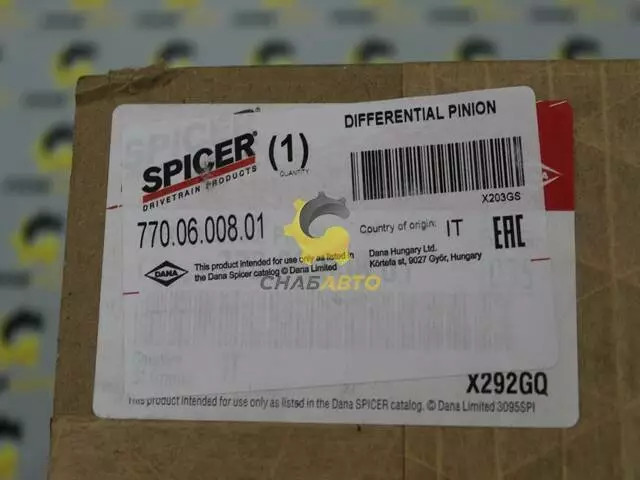 DIFFERENTIAL PINION
SPICER®
DRIVETRAIN PRODUCTS
(1)
QUANTITY
X203GS
770.06.008.01
Country of origin: IT
EAC
DANA
This product intended for use only as listed in
the Dana Spicer catalog © Dana Limited
Dana Hungary Ltd.
Körtefa st, 9027 Győr, Hungary
СНАБАВТО
IT
X292GQ
This product intended for use only as listed in the Dana SPICER catalog. © Dana Limited 3095SPI